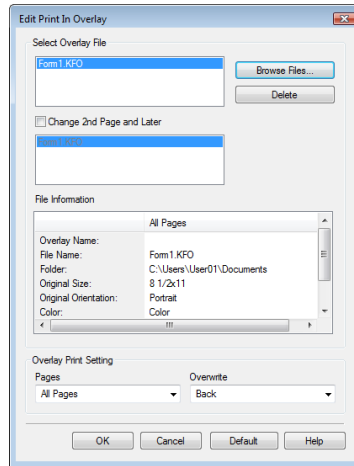 Edit Print In Overlay
Select Overlay File
Form1.KFO
Browse Files...
Delete
Change 2nd Page and Later
Form1.KFO
File Information
All Pages
Overlay Name:
File Name: Form1.KFO
Folder: C:\Users\User01\Documents
Original Size: 8 1/2x11
Original Orientation: Portrait
Color: Color
Overlay Print Setting
Pages Overwrite
All Pages Back
OK Cancel Default Help